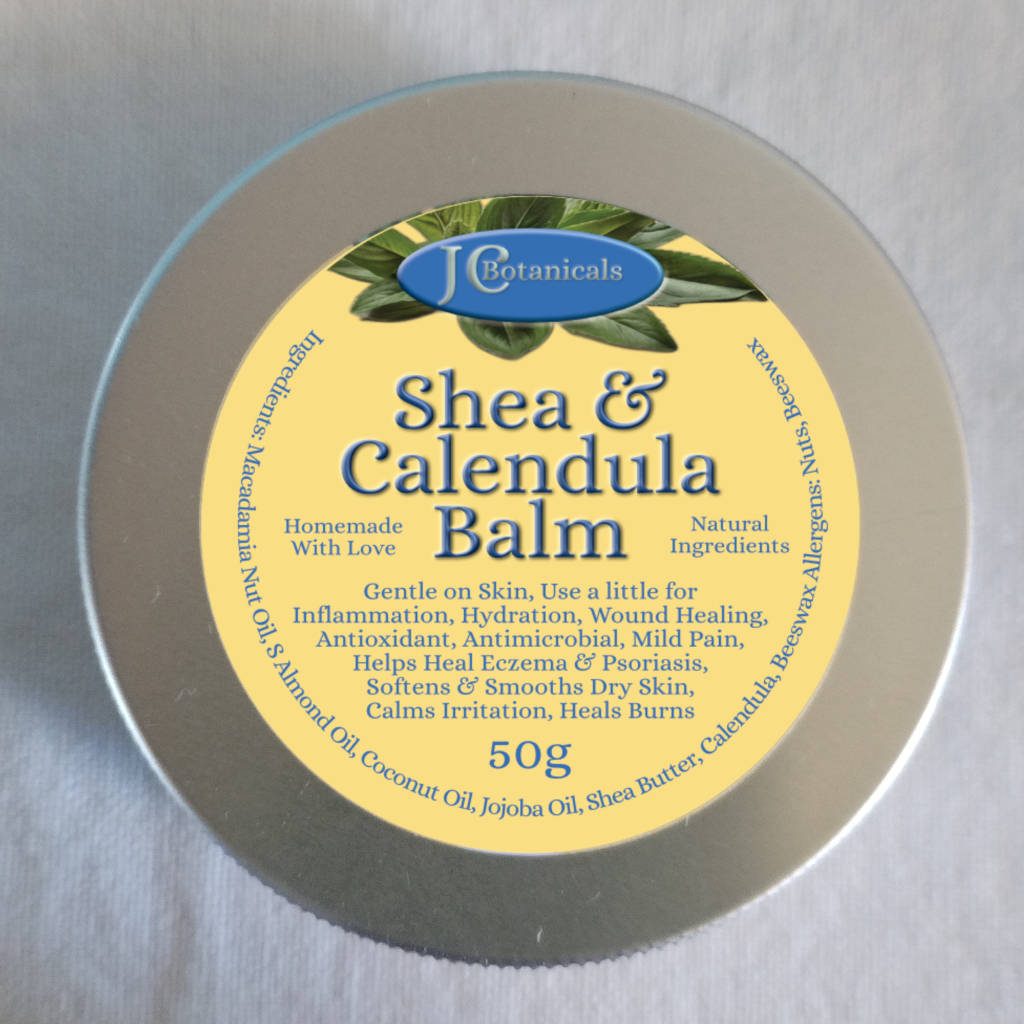 JC Botanicals
Shea &
Calendula
Balm
Homemade
With Love
Natural
Ingredients
Gentle on Skin, Use a little for
Inflammation, Hydration, Wound Healing,
Antioxidant, Antimicrobial, Mild Pain,
Helps Heal Eczema & Psoriasis,
Softens & Smooths Dry Skin,
Calms Irritation, Heals Burns
50g
Ingredients: Macadamia Nut Oil, S Almond Oil, Coconut Oil, Jojoba Oil, Shea Butter, Calendula, Beeswax Allergens: Nuts, Beeswax